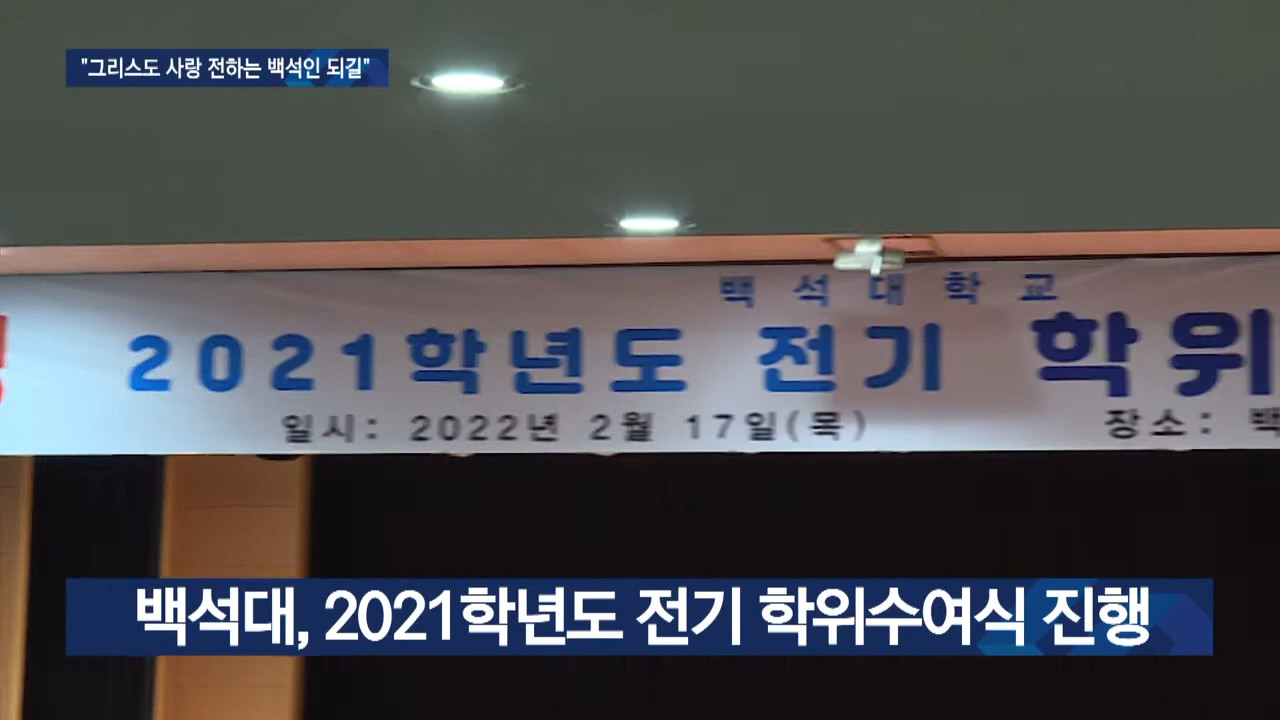 "그리스도 사랑 전하는 백석인 되길"
백석대학교
2021학년도 전기 학위
일시: 2022년 2월 17일(목)
장소: 백
백석대, 2021학년도 전기 학위수여식 진행